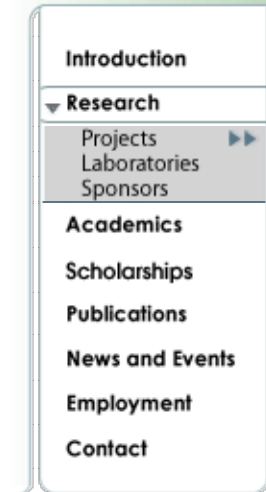 Introduction
Research
Projects
Laboratories
Sponsors
Academics
Scholarships
Publications
News and Events
Employment
Contact